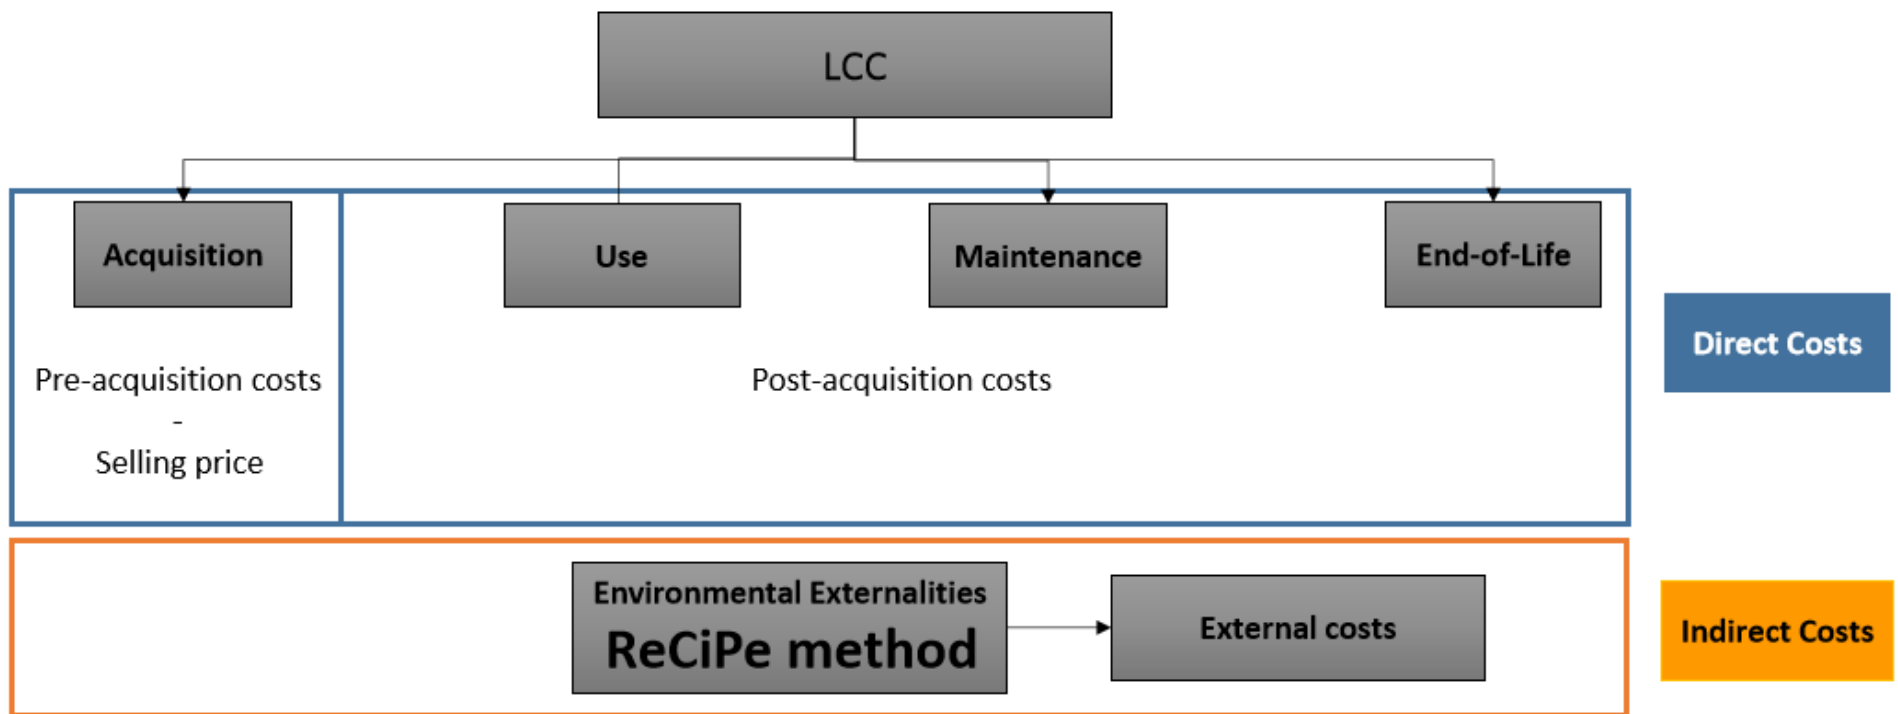 LCC
Acquisition
Use
Maintenance
End-of-Life
Pre-acquisition costs
-
Selling price
Post-acquisition costs
Direct Costs
Environmental Externalities
ReCiPe method
External costs
Indirect Costs